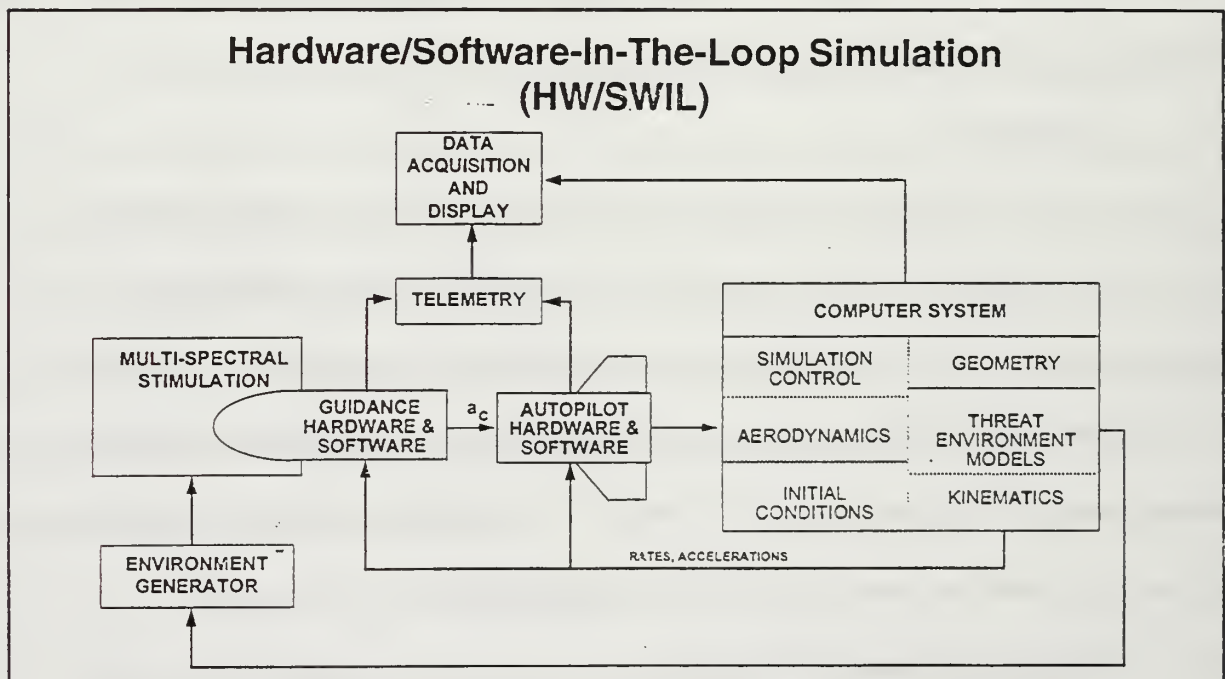 Hardware/Software-In-The-Loop Simulation
(HW/SWIL)
DATA
ACQUISITION
AND
DISPLAY
TELEMETRY
COMPUTER SYSTEM
MULTI-SPECTRAL
STIMULATION
SIMULATION
CONTROL
GEOMETRY
GUIDANCE
HARDWARE &
SOFTWARE
ac
AUTOPILOT
HARDWARE &
SOFTWARE
AERODYNAMICS
THREAT
ENVIRONMENT
MODELS
INITIAL
CONDITIONS
KINEMATICS
RATES, ACCELERATIONS
ENVIRONMENT
GENERATOR